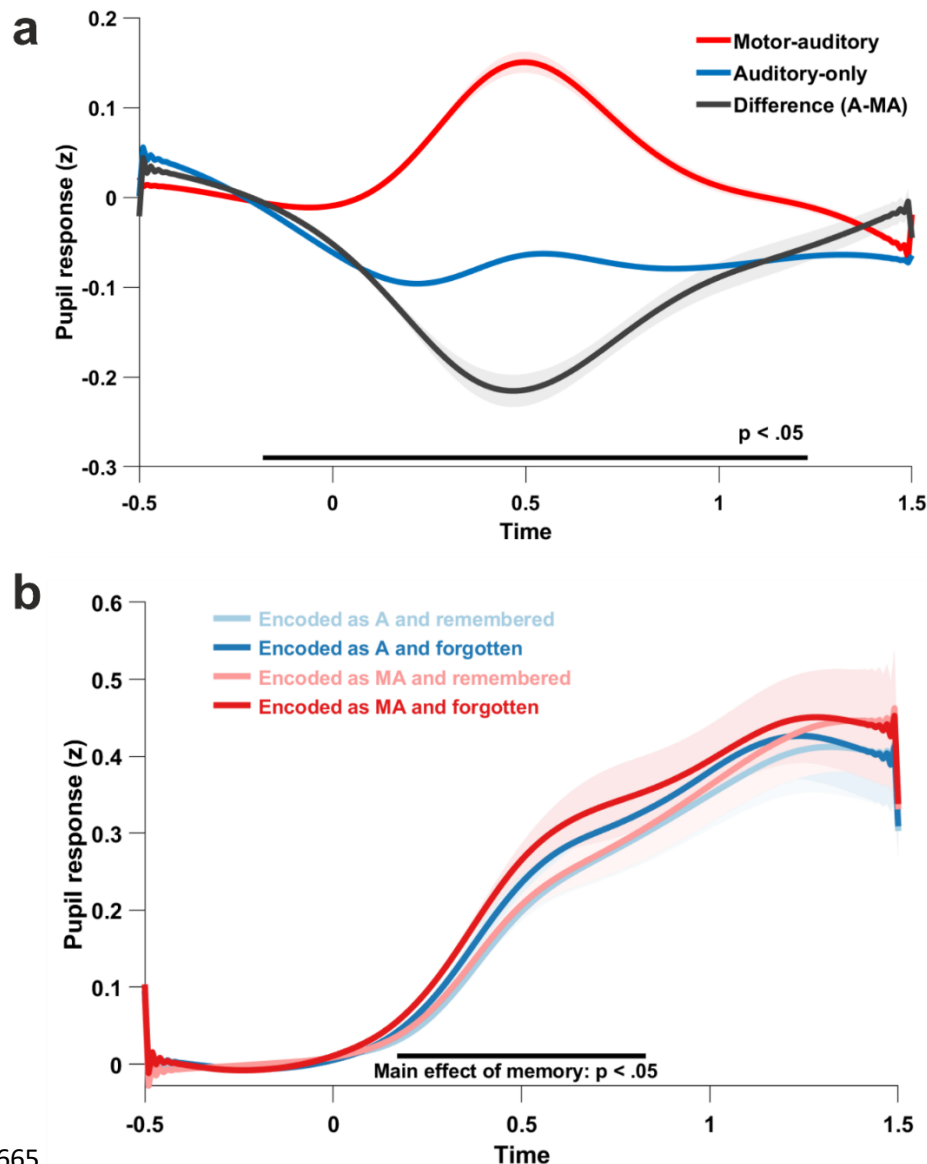 a
0.2
0.1
0
-0.1
-0.2
-0.3
Pupil response (z)
Motor-auditory
Auditory-only
Difference (A-MA)
p < .05
-0.5
0
0.5
1
1.5
Time
b
0.6
0.5
0.4
0.3
0.2
0.1
0
Pupil response (z)
Encoded as A and remembered
Encoded as A and forgotten
Encoded as MA and remembered
Encoded as MA and forgotten
Main effect of memory: p < .05
-0.5
0
0.5
1
1.5
Time
665